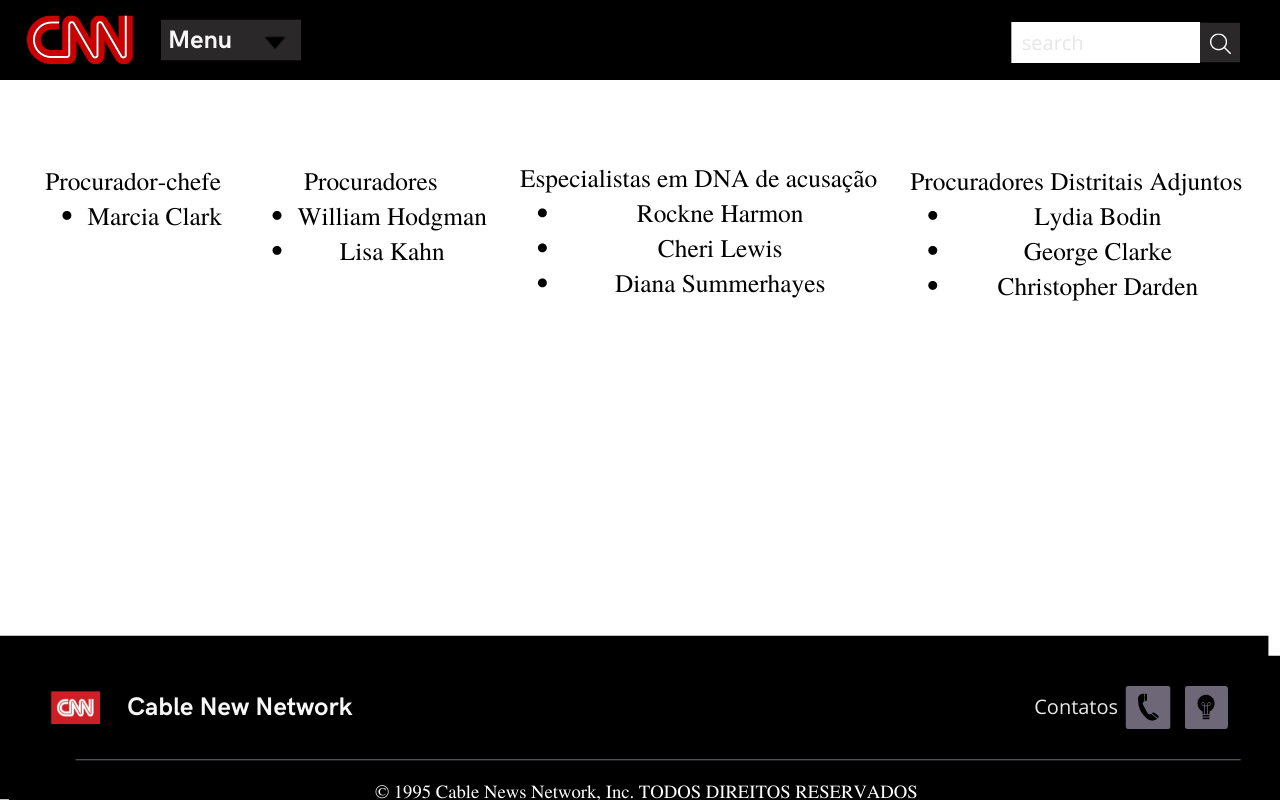 CNN
Menu
search
Procurador-chefe
Marcia Clark
Procuradores
William Hodgman
Lisa Kahn
Especialistas em DNA de acusação
Rockne Harmon
Cheri Lewis
Diana Summerhayes
Procuradores Distritais Adjuntos
Lydia Bodin
George Clarke
Christopher Darden
CNN
Cable New Network
Contatos
© 1995 Cable News Network, Inc. TODOS DIREITOS RESERVADOS